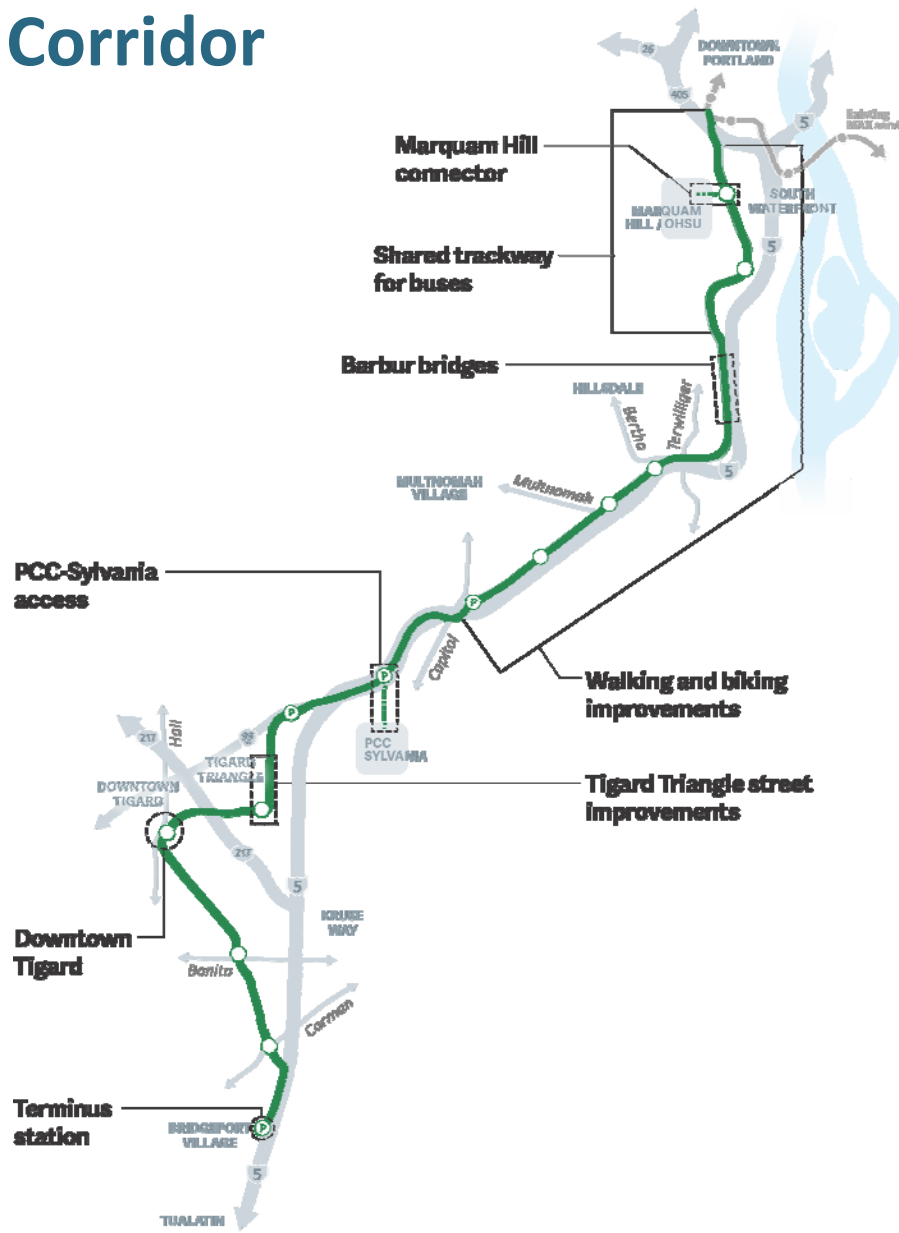 Corridor
26
DOWNTOWN
PORTLAND
405
5
Existing
MAX
Marquam Hill
connector
MARQUAM
HILL / OHSU
SOUTH
WATERFRONT
5
Shared trackway
for buses
Barbur bridges
HILLSDALE
Bertha
Terwilliger
5
MULTNOMAH
VILLAGE
Multnomah
PCC-Sylvania
access
P
Capitol
P
Walking and biking
improvements
P
217
Hall
99
PCC
SYLVANIA
TIGARD
TRIANGLE
DOWNTOWN
TIGARD
Tigard Triangle street
improvements
217
5
KRUSE
WAY
Downtown
Tigard
Bonita
Carman
Terminus
station
BRIDGEPORT
VILLAGE
P
5
TUALATIN